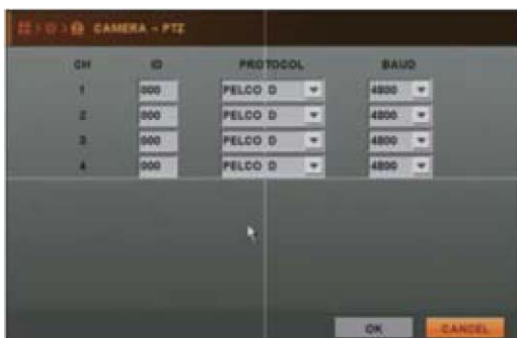 CAMERA - PTZ
CH ID PROTOCOL BAUD
1 000 PELCO D 4800
2 000 PELCO D 4800
3 000 PELCO D 4800
4 000 PELCO D 4800
OK CANCEL